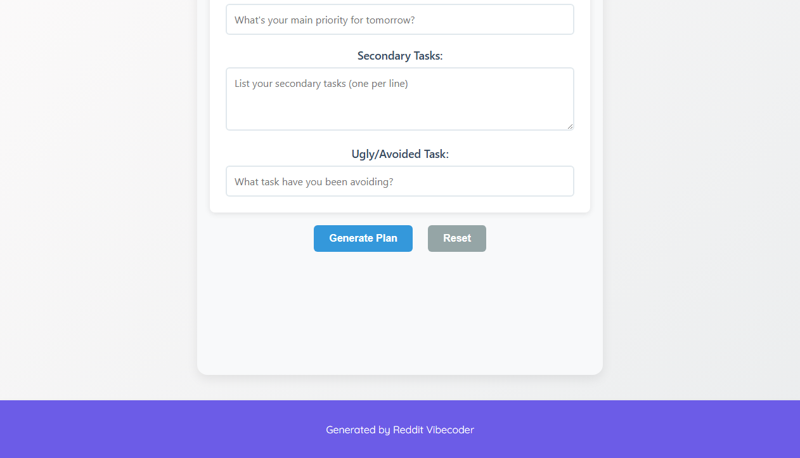 What's your main priority for tomorrow?
Secondary Tasks:
List your secondary tasks (one per line)
Ugly/Avoided Task:
What task have you been avoiding?
Generate Plan
Reset
Generated by Reddit Vibecoder